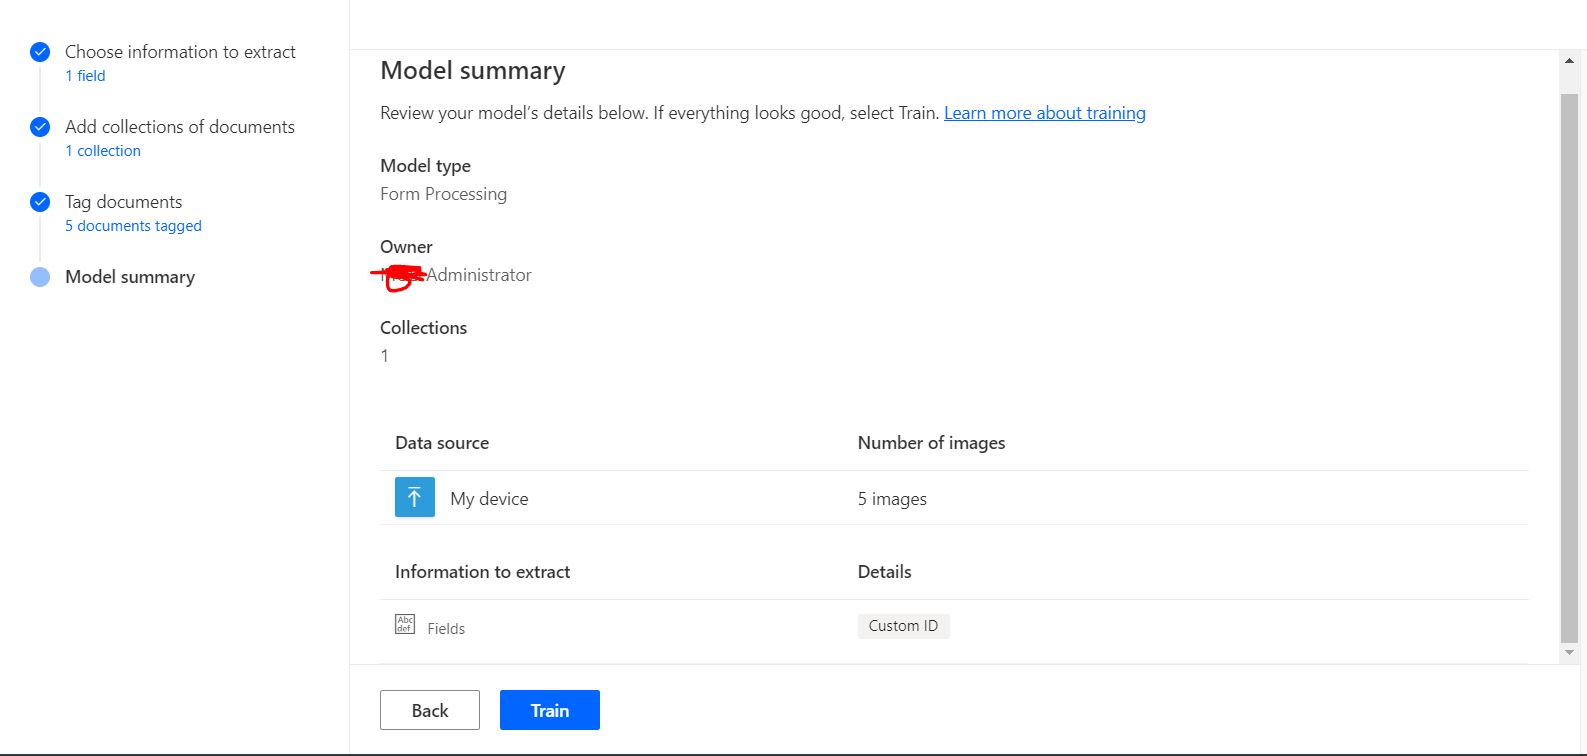 Choose information to extract
1 field
Add collections of documents
1 collection
Tag documents
5 documents tagged
Model summary
Model summary
Review your model’s details below. If everything looks good, select Train. Learn more about training
Model type
Form Processing
Owner
Administrator
Collections
1
Data source Number of images
My device 5 images
Information to extract Details
Abc
def
Fields Custom ID
Back Train